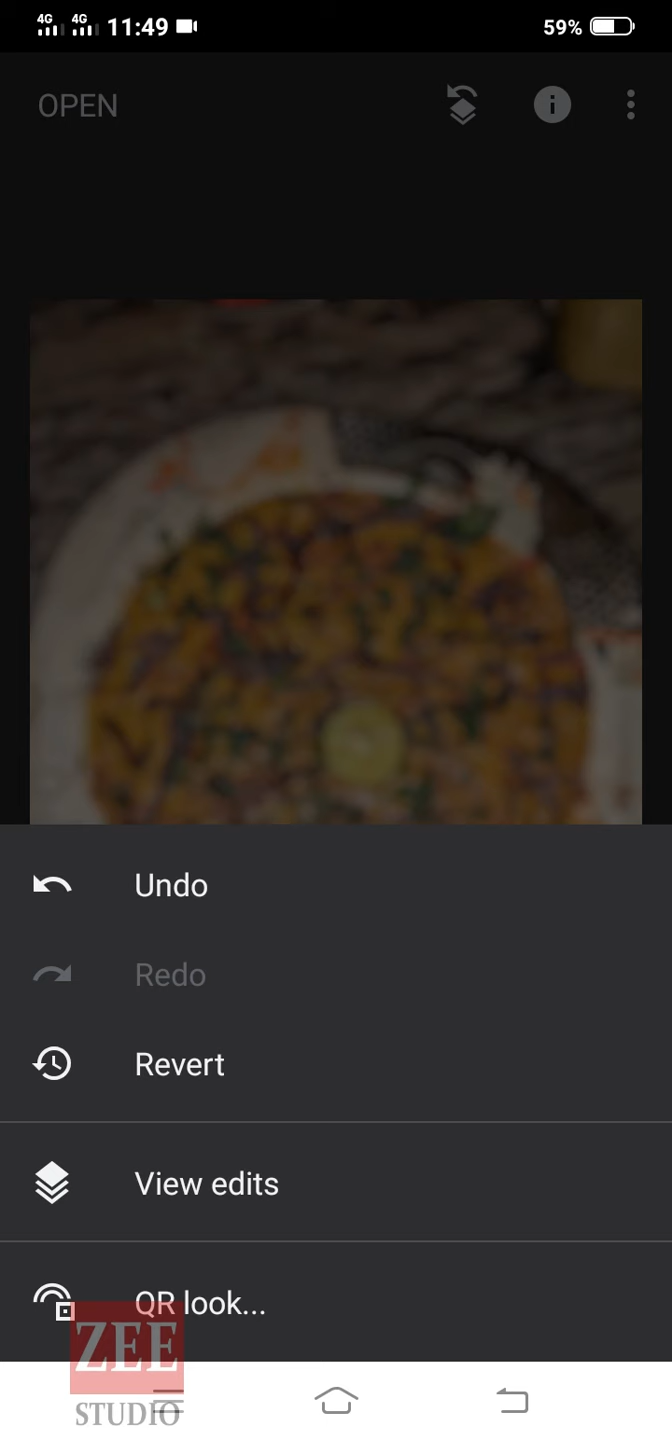 4G 4G 11:49 59%
OPEN
Undo
Redo
Revert
View edits
QR look...
ZEE
STUDIO